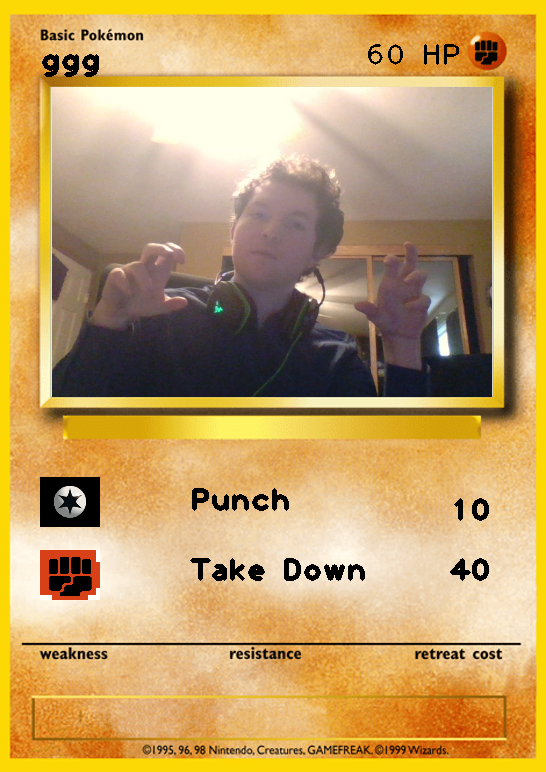 Basic Pokémon
ggg
60 HP
Punch 10
Take Down 40
weakness resistance retreat cost
©1995, 96, 98 Nintendo, Creatures, GAMEFREAK. ©1999 Wizards.